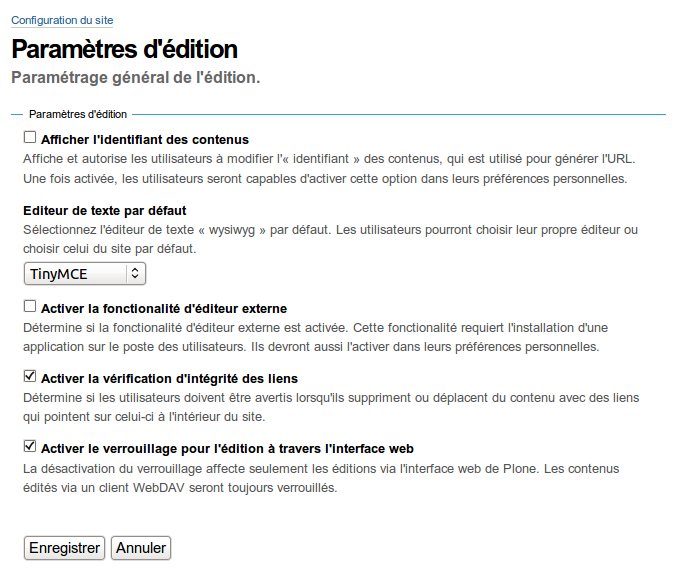 Configuration du site
Paramètres d'édition
Paramétrage général de l'édition.
Paramètres d'édition
Afficher l'identifiant des contenus
Affiche et autorise les utilisateurs à modifier l'« identifiant » des contenus, qui est utilisé pour générer l'URL.
Une fois activée, les utilisateurs seront capables d'activer cette option dans leurs préférences personnelles.
Editeur de texte par défaut
Sélectionnez l'éditeur de texte « wysiwyg » par défaut. Les utilisateurs pourront choisir leur propre éditeur ou
choisir celui du site par défaut.
TinyMCE
Activer la fonctionalité d'éditeur externe
Détermine si la fonctionalité d'éditeur externe est activée. Cette fonctionalité requiert l'installation d'une
application sur le poste des utilisateurs. Ils devront aussi l'activer dans leurs préférences personnelles.
Activer la vérification d'intégrité des liens
Détermine si les utilisateurs doivent être avertis lorsqu'ils suppriment ou déplacent du contenu avec des liens
qui pointent sur celui-ci à l'intérieur du site.
Activer le verrouillage pour l'édition à travers l'interface web
La désactivation du verrouillage affecte seulement les éditions via l'interface web de Plone. Les contenus
édités via un client WebDAV seront toujours verrouillés.
Enregistrer Annuler